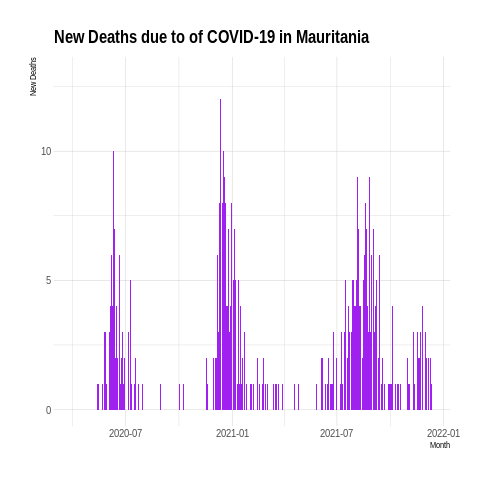 New Deaths due to of COVID-19 in Mauritania
New Deaths
10
5
0
2020-07 2021-01 2021-07 2022-01
Month